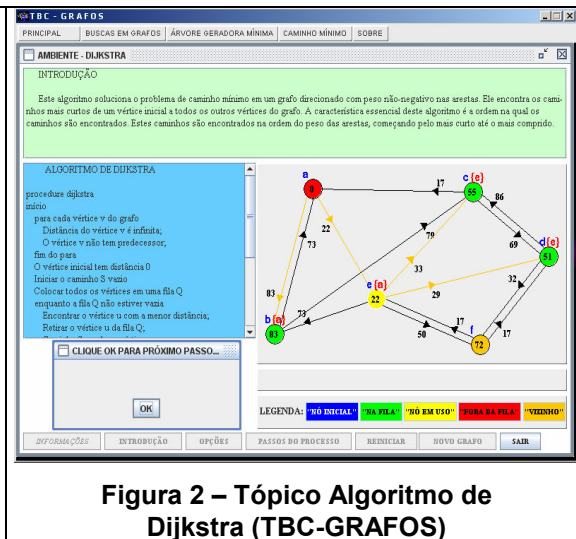 TBC - GRAFOS
PRINCIPAL BUSCAS EM GRAFOS ÁRVORE GERADORA MÍNIMA CAMINHO MÍNIMO SOBRE
AMBIENTE - DIJKSTRA
INTRODUÇÃO
Este algoritmo soluciona o problema de caminho mínimo em um grafo direcionado com peso não-negativo nas arestas. Ele encontra os cami-
nhos mais curtos de um vértice inicial a todos os outros vértices do grafo. A característica essencial deste algoritmo é a ordem na qual os
caminhos são encontrados. Estes caminhos são encontrados na ordem do peso das arestas, começando pelo mais curto até o mais comprido.
ALGORITMO DE DIJKSTRA
procedure dijkstra
início
para cada vértice v do grafo
Distância do vértice v é infinita;
O vértice v não tem predecessor;
fim do para
O vértice inicial tem distância 0
Iniciar o caminho S vazio
Colocar todos os vértices em uma fila Q
enquanto a fila Q não estiver vazia
Encontrar o vértice u com a menor distância;
Retirar o vértice u da fila Q;
CLIQUE OK PARA PRÓXIMO PASSO...
OK
a
0
c {e}
55
17
86
22
79
69
d {e}
51
73
33
83
e {a}
22
29
32
b {a}
83
73
17
50
f
72
17
LEGENDA: "NÓ INICIAL" "NA FILA" "NÓ EM USO" "FORA DA FILA" "VIZINHO"
INFORMAÇÕES INTRODUÇÃO OPÇÕES PASSOS DO PROCESSO REINICIAR NOVO GRAFO SAIR
Figura 2 – Tópico Algoritmo de
Dijkstra (TBC-GRAFOS)